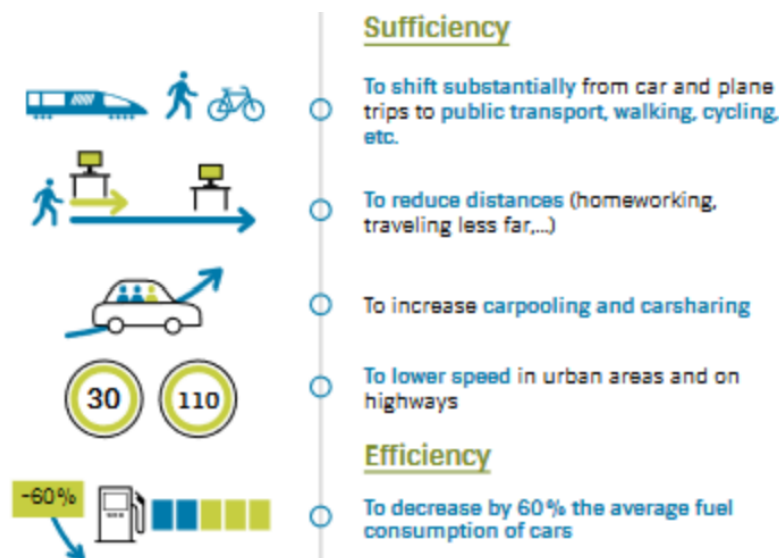 Sufficiency
To shift substantially from car and plane
trips to public transport, walking, cycling,
etc.
To reduce distances (homeworking,
traveling less far,...)
To increase carpooling and carsharing
30
110
To lower speed in urban areas and on
highways
Efficiency
-60%
To decrease by 60% the average fuel
consumption of cars